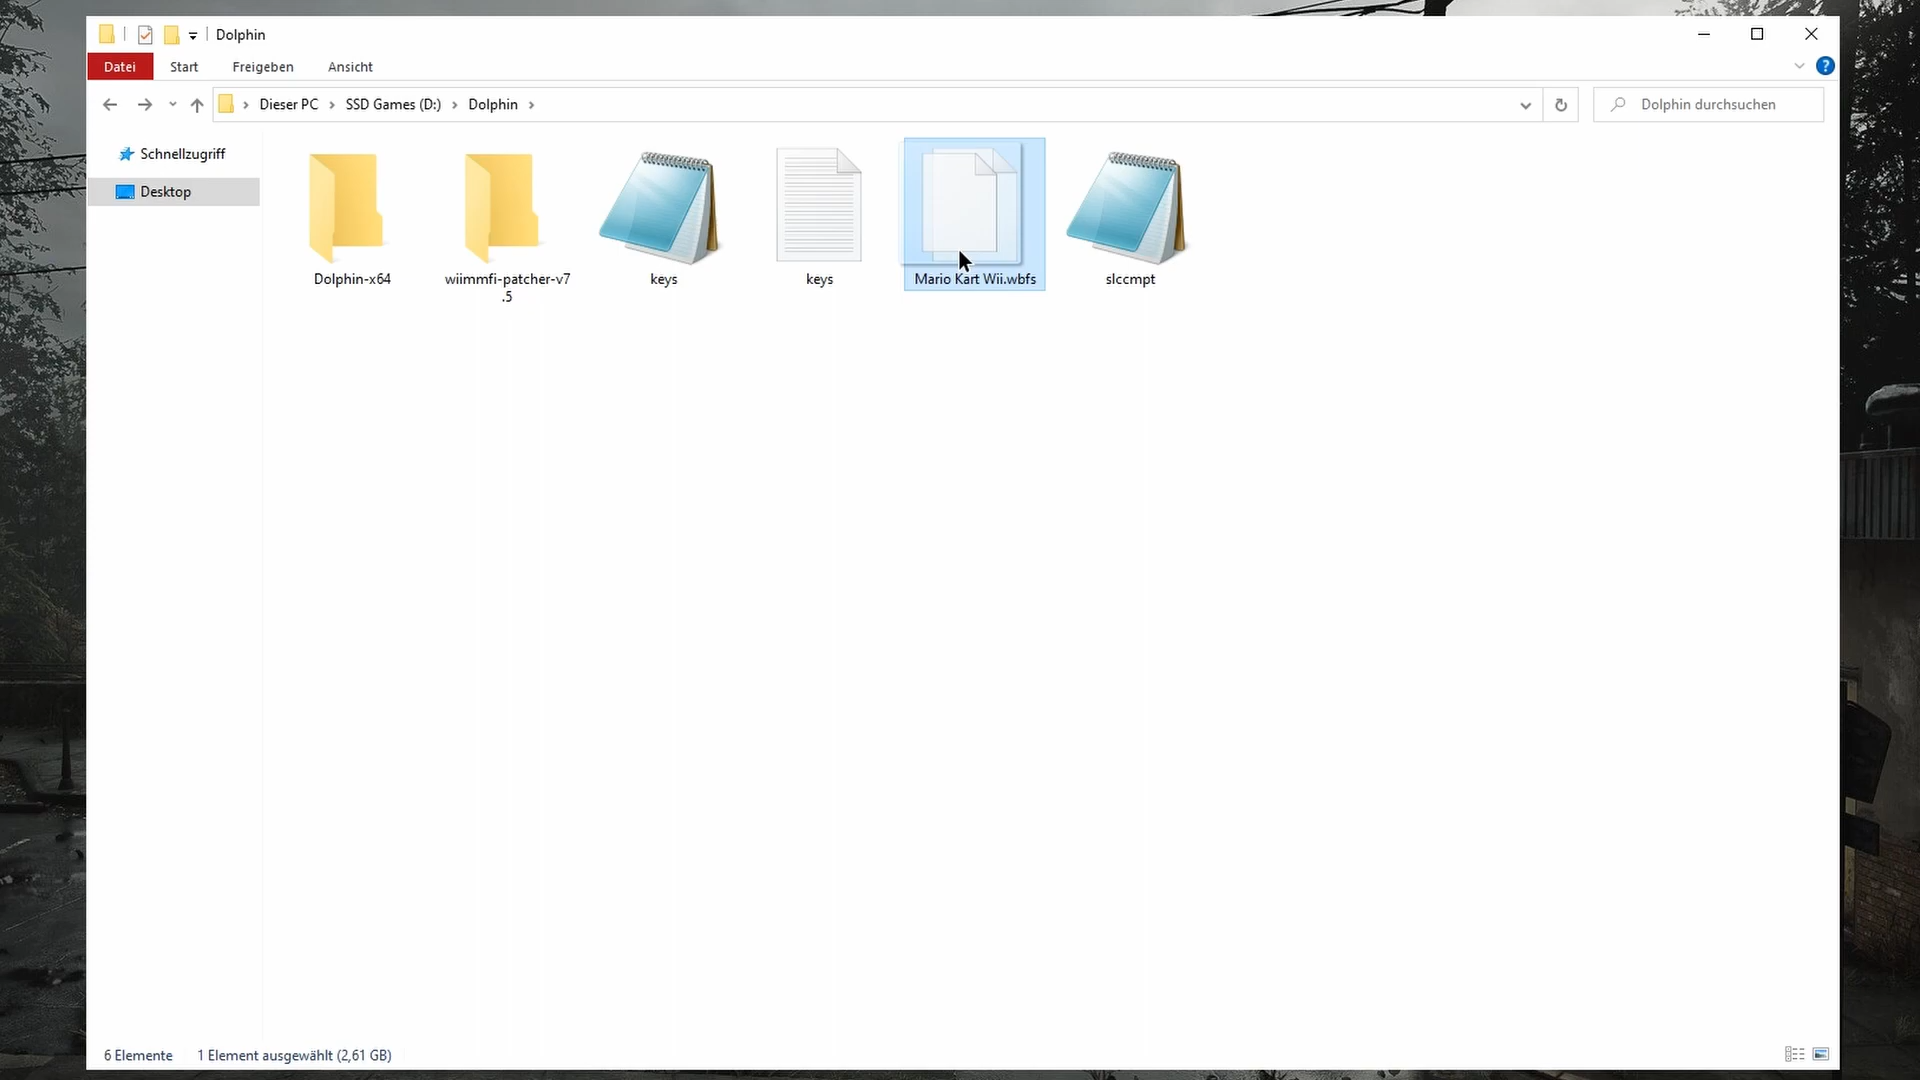 Dolphin
Datei Start Freigeben Ansicht
?
Dieser PC SSD Games (D:) Dolphin Dolphin durchsuchen
Schnellzugriff
Desktop
Dolphin-x64
wiimmfi-patcher-v7
.5
keys
keys
Mario Kart Wii.wbfs
slccmpt
6 Elemente 1 Element ausgewählt (2,61 GB)